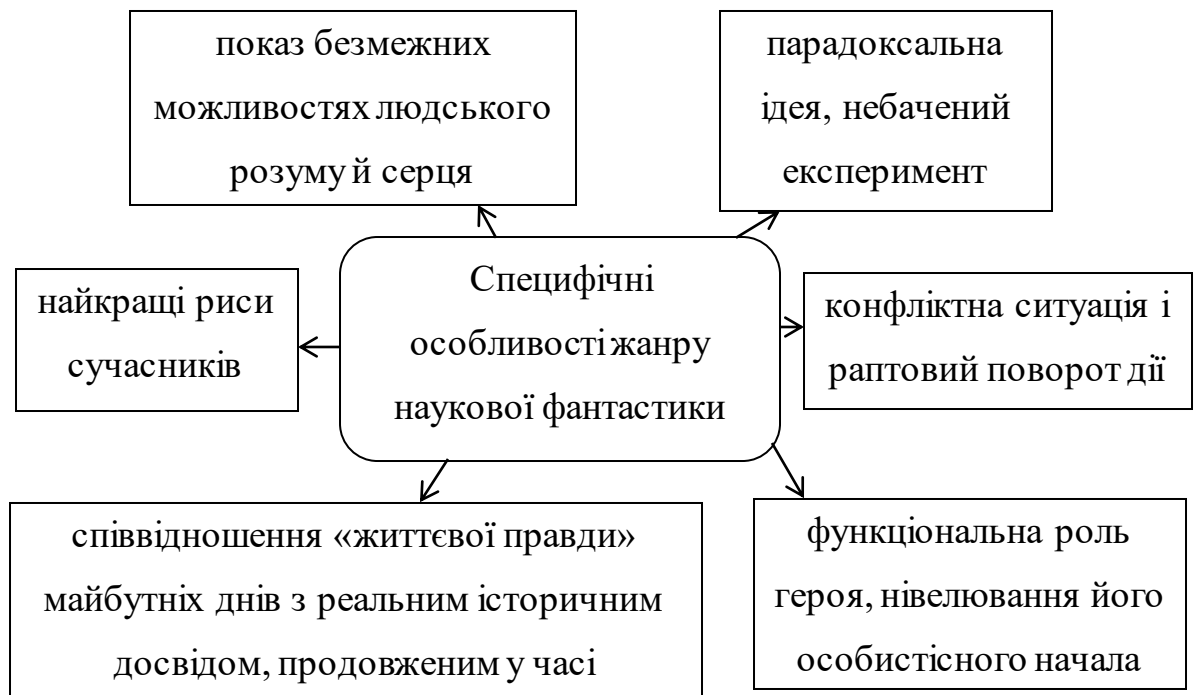 показ безмежних
можливостях людського
розуму й серця
парадоксальна
ідея, небачений
експеримент
Специфічні
особливості жанру
наукової фантастики
найкращі риси
сучасників
конфліктна ситуація і
раптовий поворот дії
співвідношення «життєвої правди»
майбутніх днів з реальним історичним
досвідом, продовженим у часі
функціональна роль
героя, нівелювання його
особистісного начала